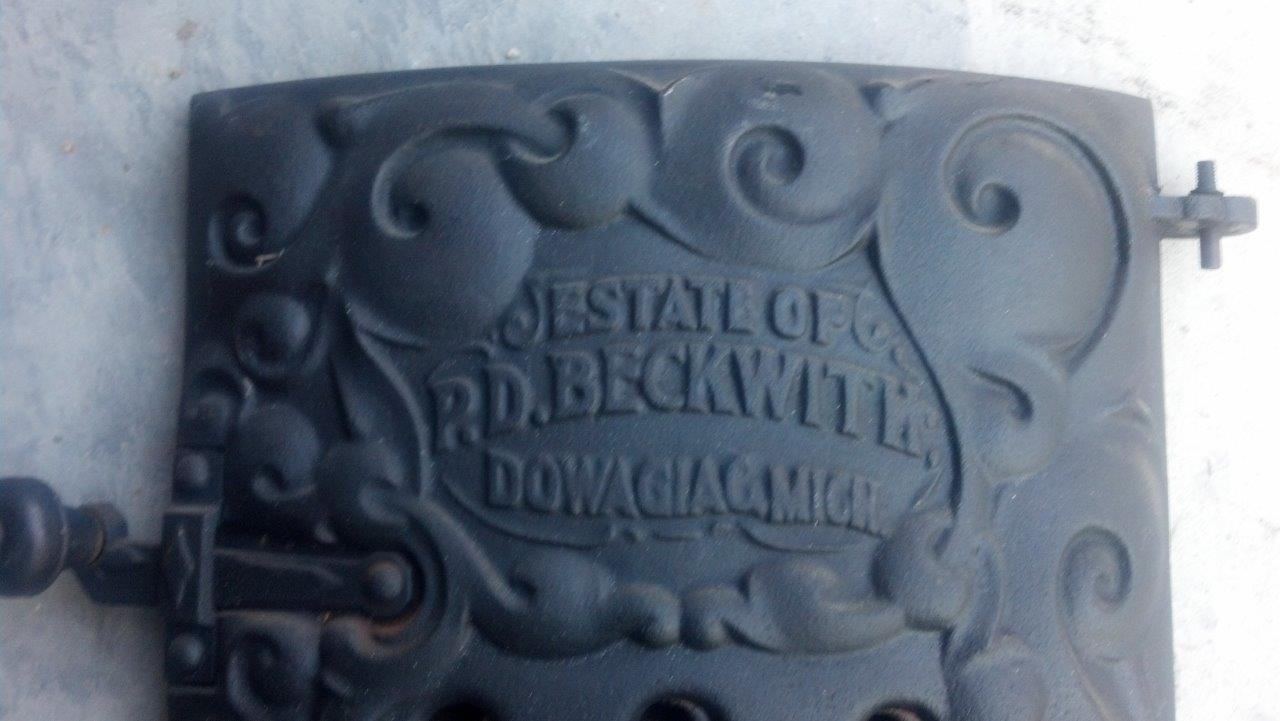 ESTATE OF
P.D. BECKWITH,
DOWAGIAC, MICH.